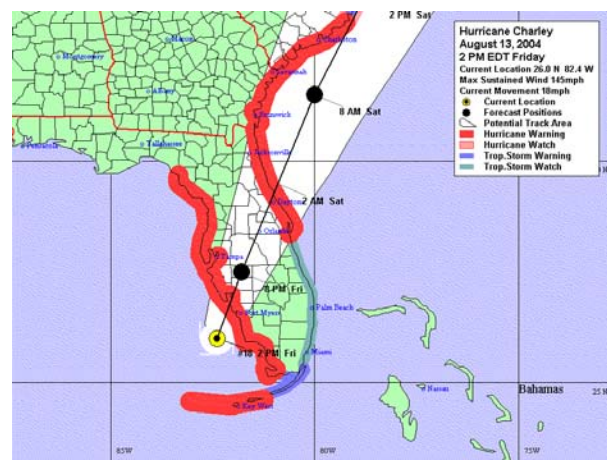 Hurricane Charley
August 13, 2004
2 PM EDT Friday
Current Location 26.0 N 82.4 W
Max Sustained Wind 145mph
Current Movement 18mph
Current Location
Forecast Positions
Potential Track Area
Hurricane Warning
Hurricane Watch
Trop.Storm Warning
Trop.Storm Watch
2 PM Sat
Charleston
Macon
Montgomery
Savannah
Albany
8 AM Sat
Brunswick
Tallahassee
Jacksonville
Pensacola
30 N
2 AM Sat
Daytona
Orlando
Tampa
8 PM Fri
Fort Myers
Palm Beach
#18 2 PM Fri
Miami
Nassau
Bahamas
25 N
Key West
85W
80W
75W